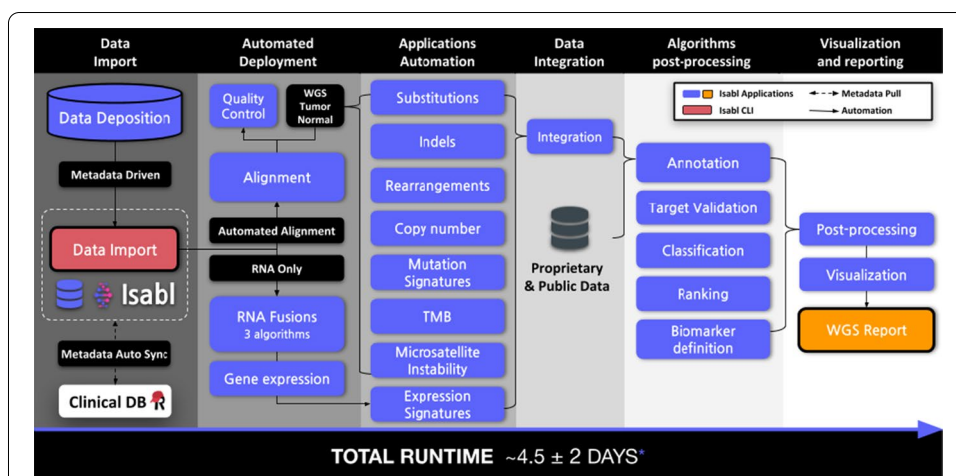 Data
Import
Automated
Deployment
Applications
Automation
Data
Integration
Algorithms
post-processing
Visualization
and reporting
Data Deposition
Metadata Driven
Data Import
Isabl
Metadata Auto Sync
Clinical DB
Quality
Control
WGS
Tumor
Normal
Alignment
Automated Alignment
RNA Only
RNA Fusions
3 algorithms
Gene expression
Substitutions
Indels
Rearrangements
Copy number
Mutation
Signatures
TMB
Microsatellite
Instability
Expression
Signatures
Integration
Proprietary
& Public Data
Annotation
Target Validation
Classification
Ranking
Biomarker
definition
Isabl Applications
Metadata Pull
Isabl CLI
Automation
Post-processing
Visualization
WGS Report
TOTAL RUNTIME ~4.5 ± 2 DAYS*